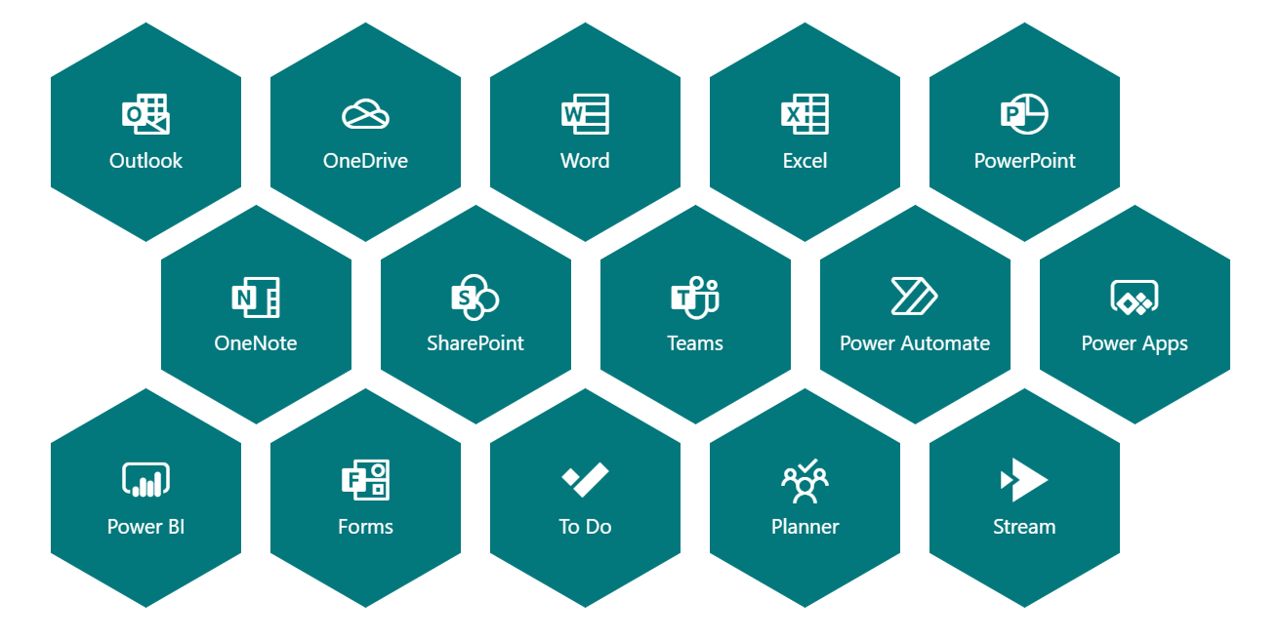 Outlook
OneDrive
Word
Excel
PowerPoint
OneNote
SharePoint
Teams
Power Automate
Power Apps
Power BI
Forms
To Do
Planner
Stream